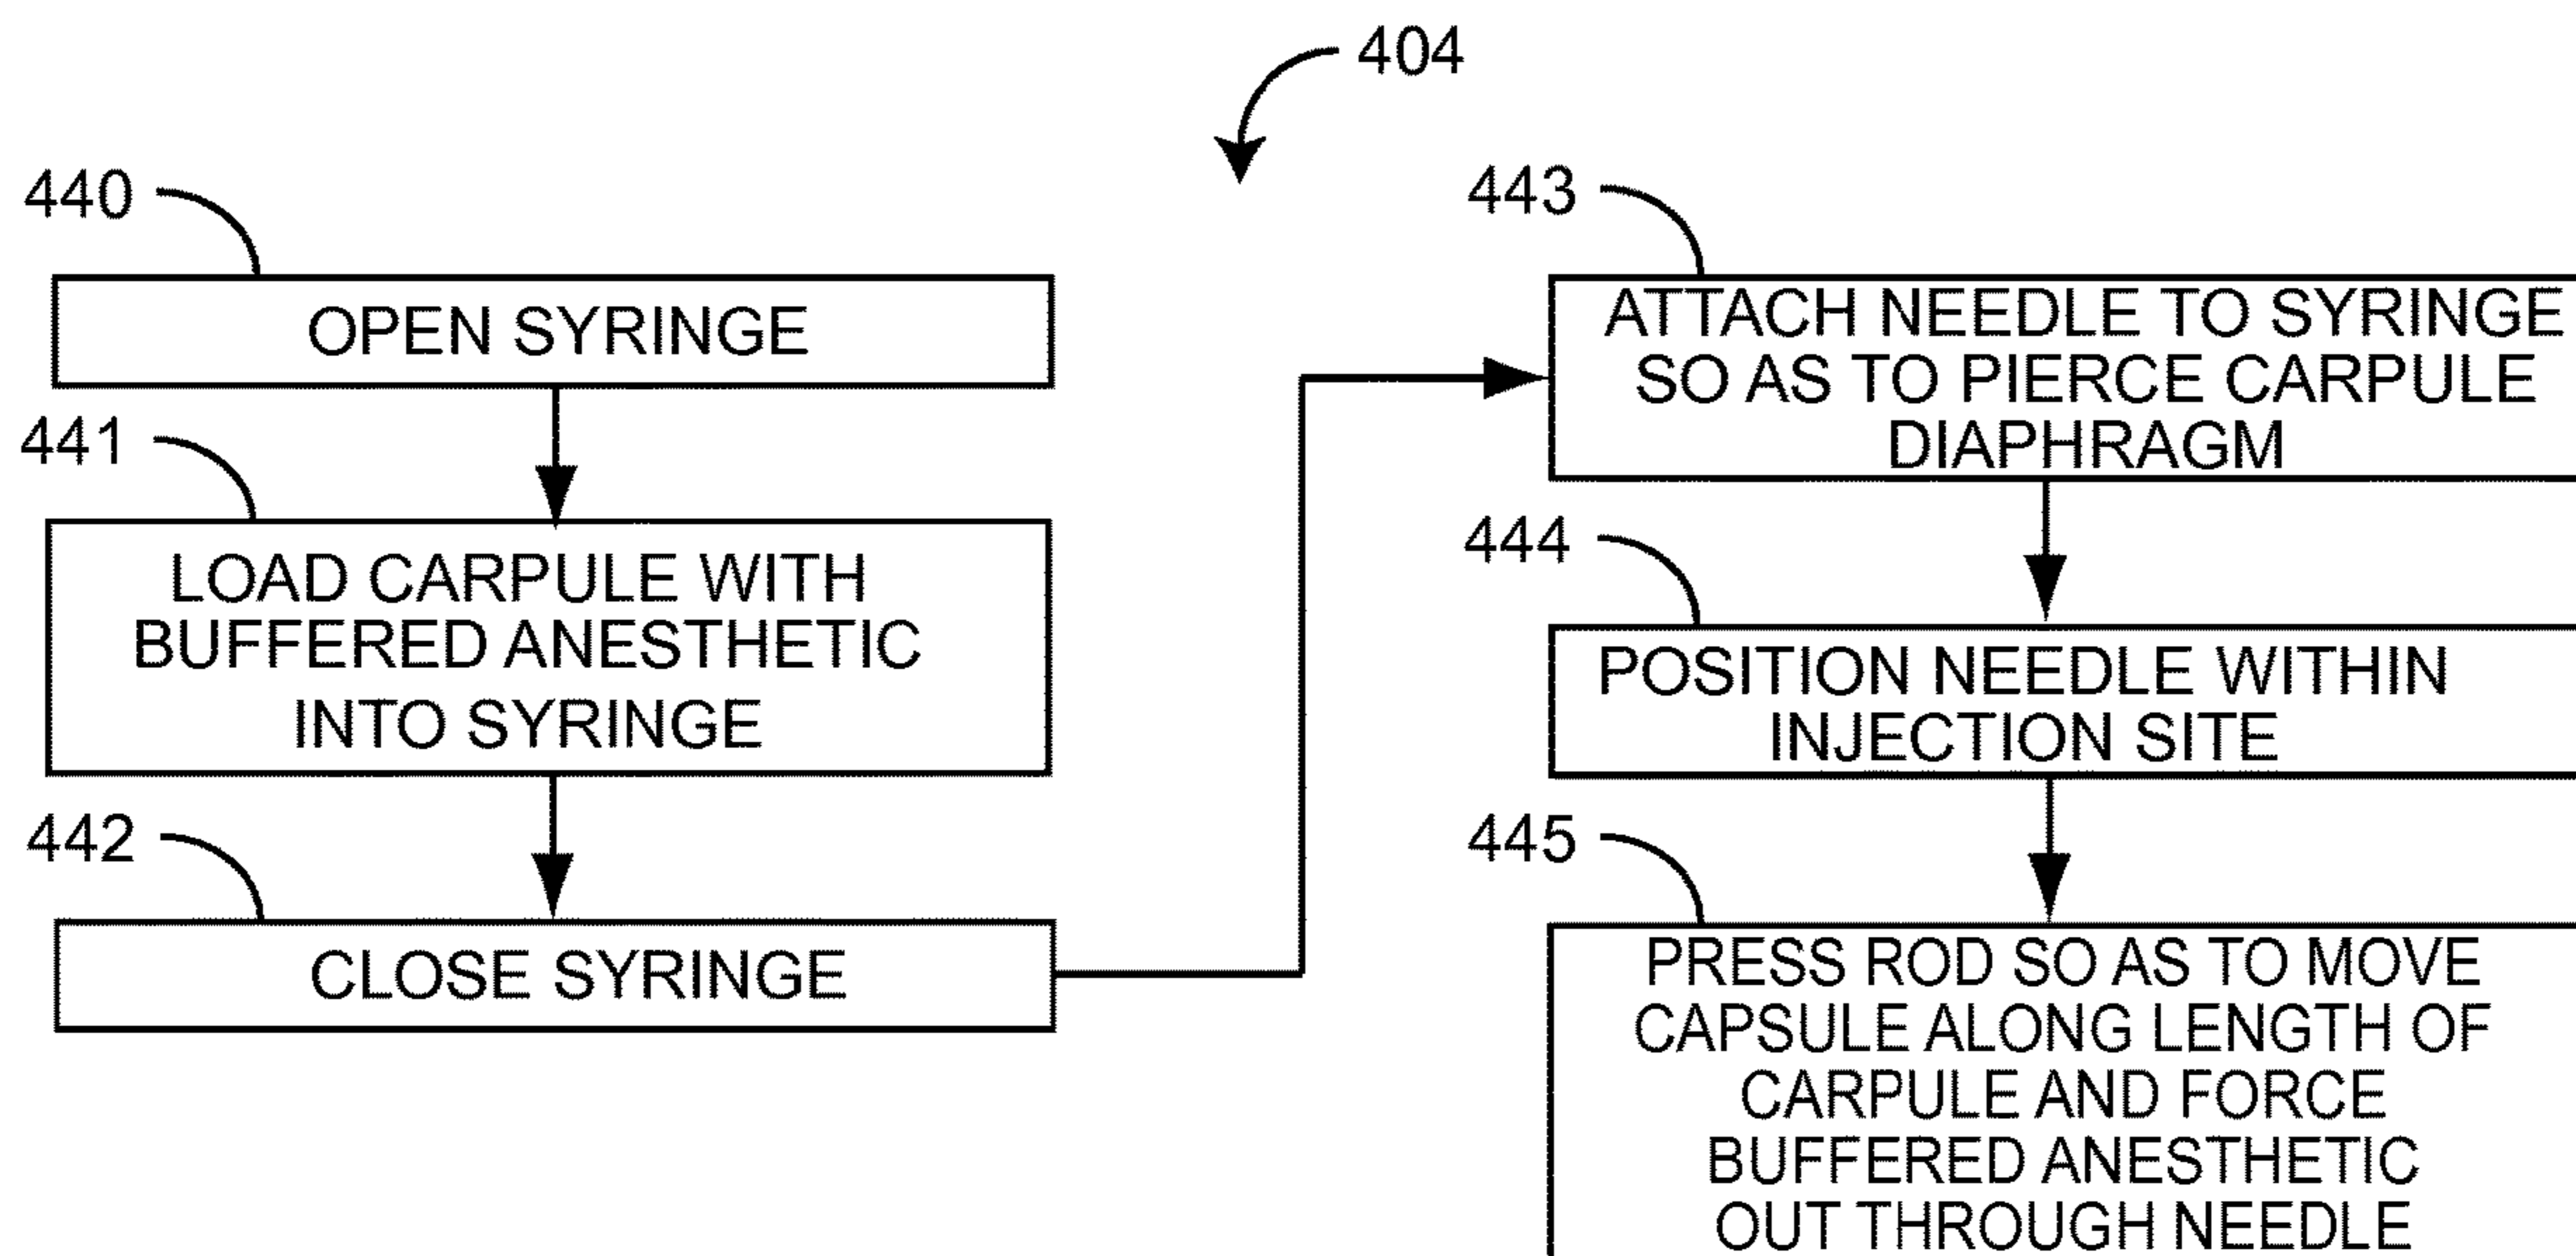 404
440
OPEN SYRINGE
441
LOAD CARPULE WITH
BUFFERED ANESTHETIC
INTO SYRINGE
442
CLOSE SYRINGE
443
ATTACH NEEDLE TO SYRINGE
SO AS TO PIERCE CARPULE
DIAPHRAGM
444
POSITION NEEDLE WITHIN
INJECTION SITE
445
PRESS ROD SO AS TO MOVE
CAPSULE ALONG LENGTH OF
CARPULE AND FORCE
BUFFERED ANESTHETIC
OUT THROUGH NEEDLE